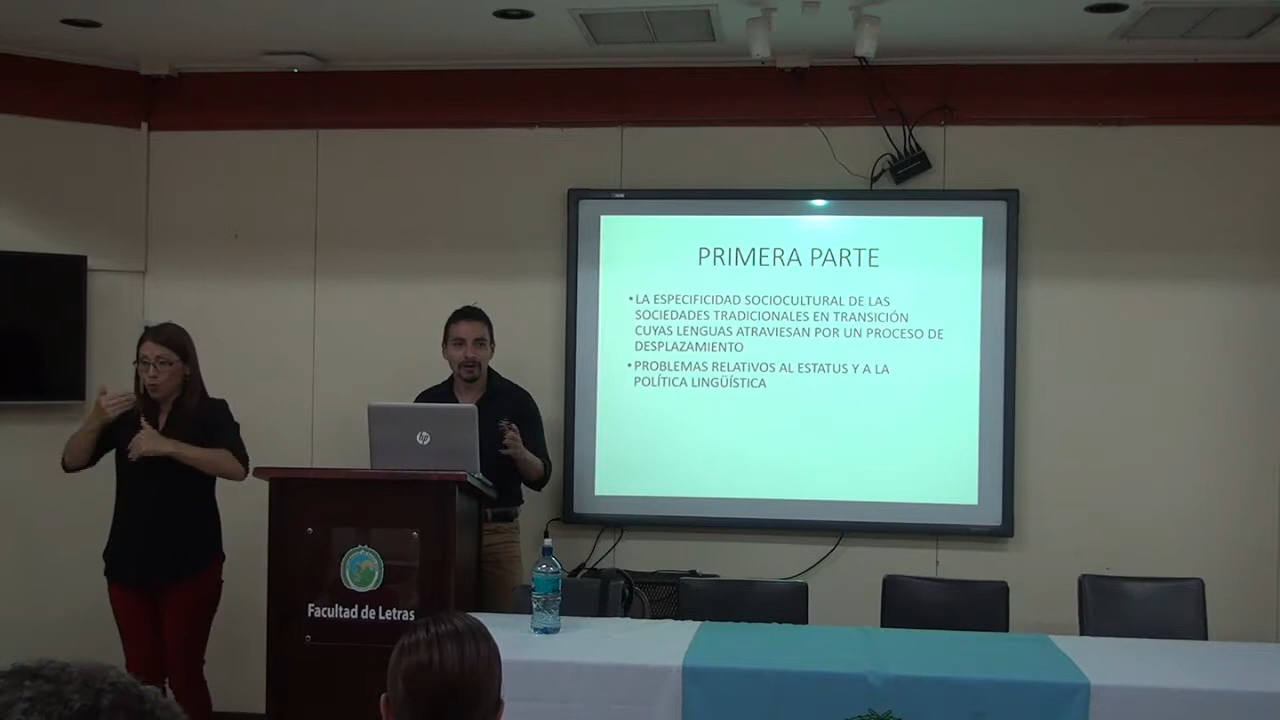 PRIMERA PARTE
•LA ESPECIFICIDAD SOCIOCULTURAL DE LAS
SOCIEDADES TRADICIONALES EN TRANSICIÓN
CUYAS LENGUAS ATRAVIESAN POR UN PROCESO DE
DESPLAZAMIENTO
•PROBLEMAS RELATIVOS AL ESTATUS Y A LA
POLÍTICA LINGÜÍSTICA
hp
Facultad de Letras